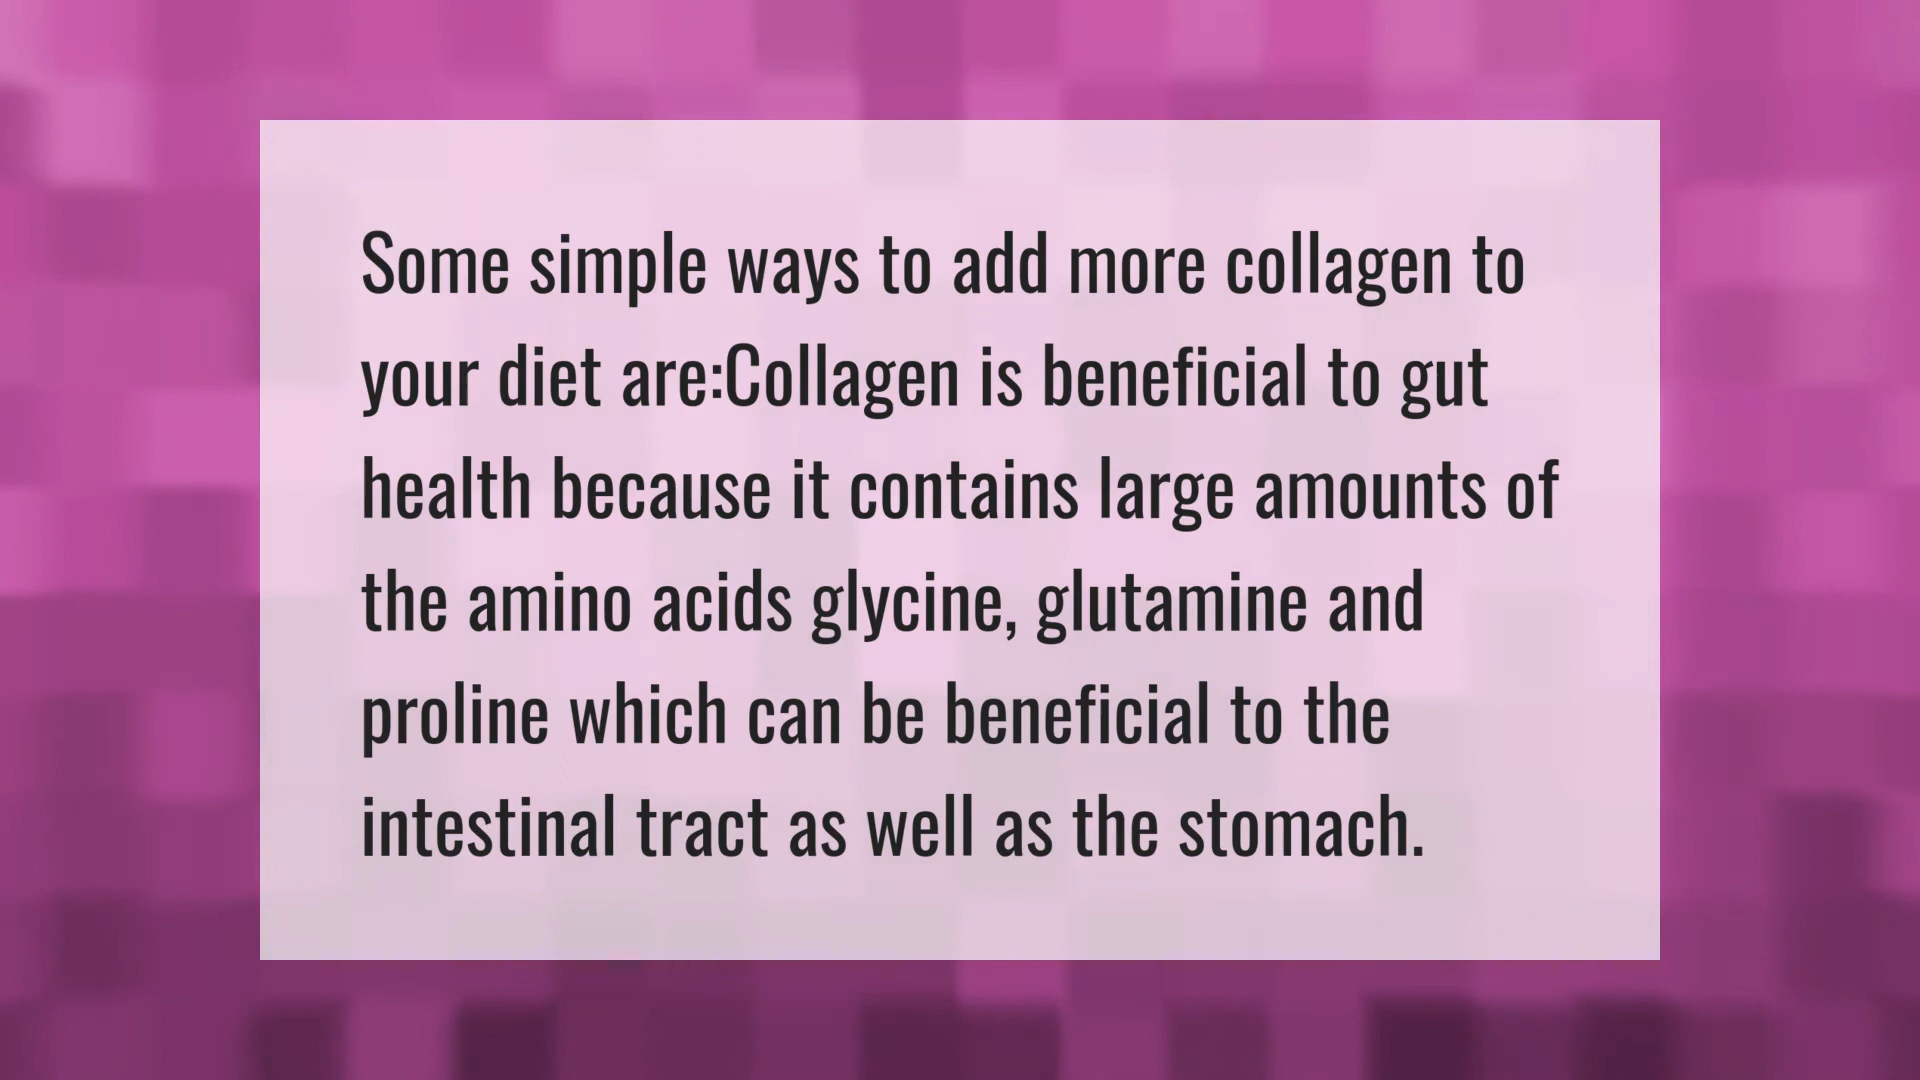 Some simple ways to add more collagen to
your diet are:Collagen is beneficial to gut
health because it contains large amounts of
the amino acids glycine, glutamine and
proline which can be beneficial to the
intestinal tract as well as the stomach.